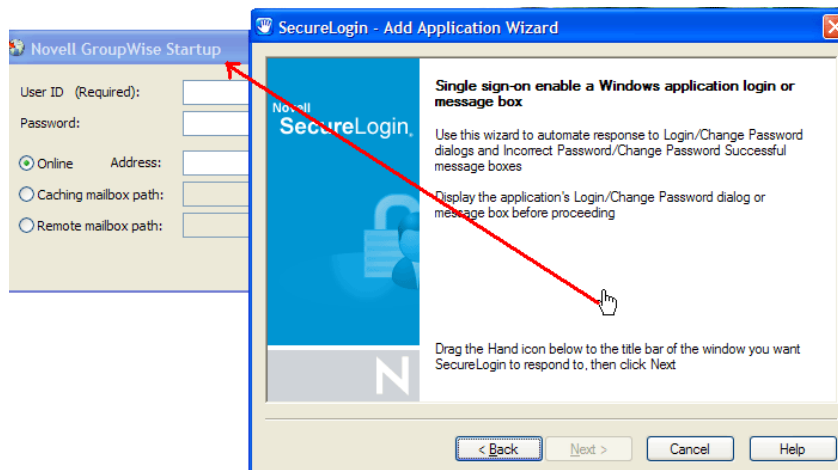 Novell GroupWise Startup
User ID (Required):
Password:
Online Address:
Caching mailbox path:
Remote mailbox path:
SecureLogin - Add Application Wizard
Novell
SecureLogin
Single sign-on enable a Windows application login or
message box
Use this wizard to automate response to Login/Change Password
dialogs and Incorrect Password/Change Password Successful
message boxes
Display the application's Login/Change Password dialog or
message box before proceeding
Drag the Hand icon below to the title bar of the window you want
SecureLogin to respond to, then click Next
N
< Back Next > Cancel Help